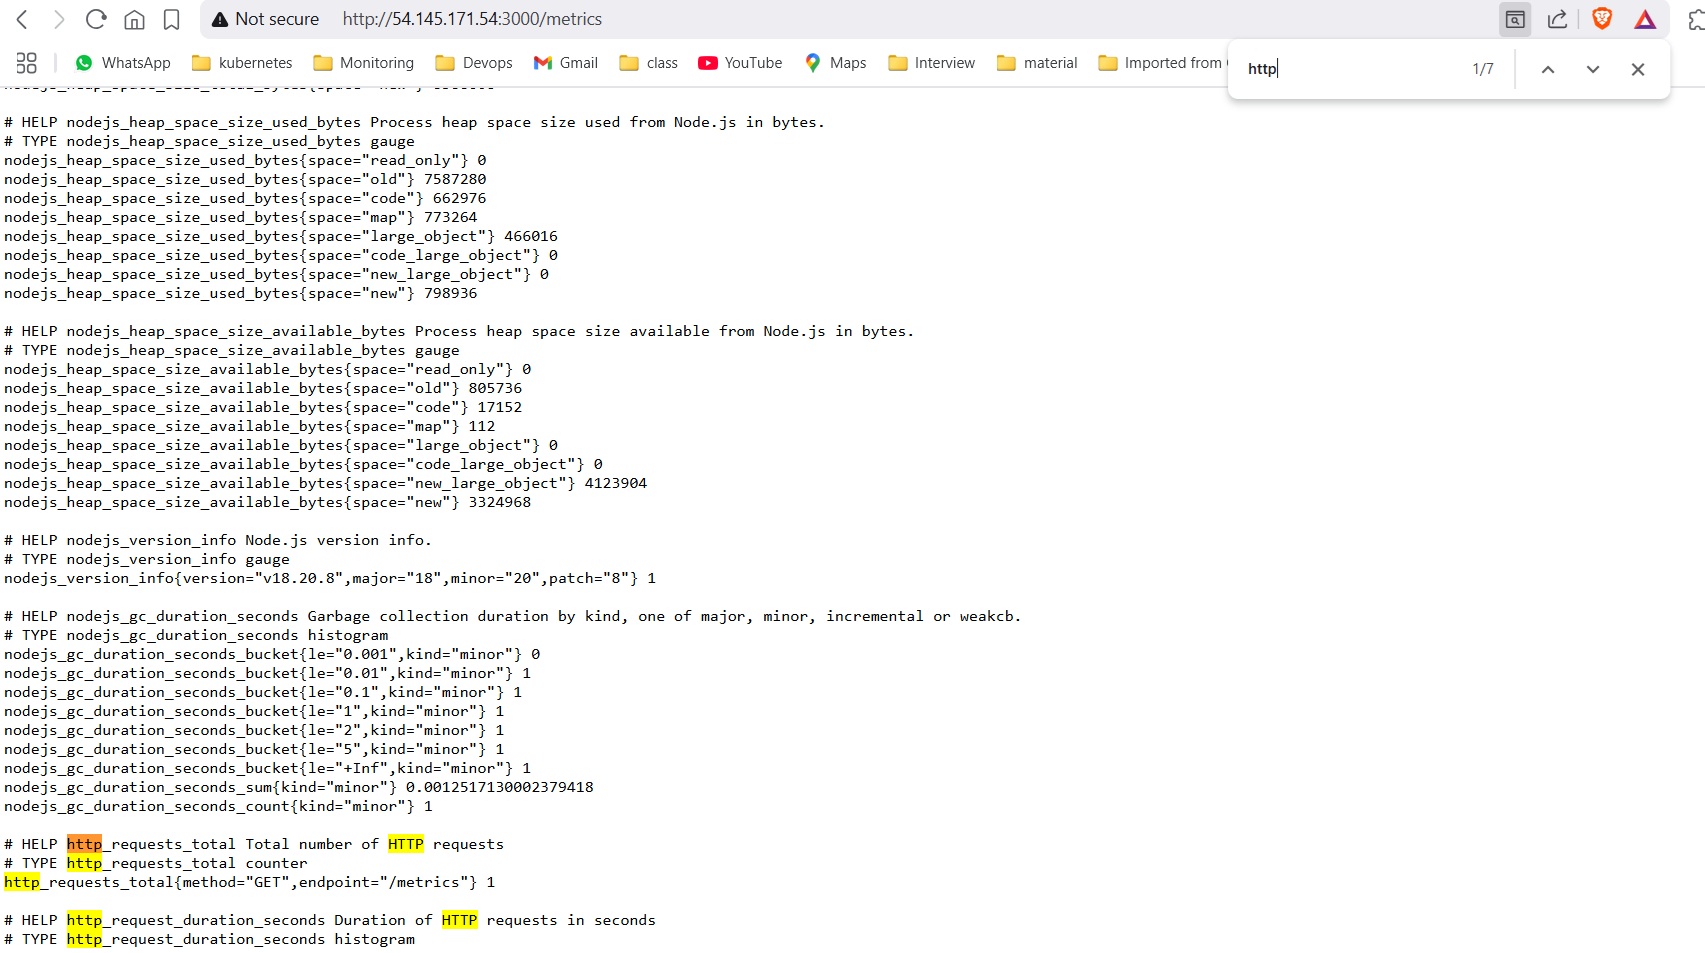 Not secure http://54.145.171.54:3000/metrics
WhatsApp kubernetes Monitoring Devops Gmail class YouTube Maps Interview material Imported from
http 1/7
# HELP nodejs_heap_space_size_used_bytes Process heap space size used from Node.js in bytes.
# TYPE nodejs_heap_space_size_used_bytes gauge
nodejs_heap_space_size_used_bytes{space="read_only"} 0
nodejs_heap_space_size_used_bytes{space="old"} 7587280
nodejs_heap_space_size_used_bytes{space="code"} 662976
nodejs_heap_space_size_used_bytes{space="map"} 773264
nodejs_heap_space_size_used_bytes{space="large_object"} 466016
nodejs_heap_space_size_used_bytes{space="code_large_object"} 0
nodejs_heap_space_size_used_bytes{space="new_large_object"} 0
nodejs_heap_space_size_used_bytes{space="new"} 798936
# HELP nodejs_heap_space_size_available_bytes Process heap space size available from Node.js in bytes.
# TYPE nodejs_heap_space_size_available_bytes gauge
nodejs_heap_space_size_available_bytes{space="read_only"} 0
nodejs_heap_space_size_available_bytes{space="old"} 805736
nodejs_heap_space_size_available_bytes{space="code"} 17152
nodejs_heap_space_size_available_bytes{space="map"} 112
nodejs_heap_space_size_available_bytes{space="large_object"} 0
nodejs_heap_space_size_available_bytes{space="code_large_object"} 0
nodejs_heap_space_size_available_bytes{space="new_large_object"} 4123904
nodejs_heap_space_size_available_bytes{space="new"} 3324968
# HELP nodejs_version_info Node.js version info.
# TYPE nodejs_version_info gauge
nodejs_version_info{version="v18.20.8",major="18",minor="20",patch="8"} 1
# HELP nodejs_gc_duration_seconds Garbage collection duration by kind, one of major, minor, incremental or weakcb.
# TYPE nodejs_gc_duration_seconds histogram
nodejs_gc_duration_seconds_bucket{le="0.001",kind="minor"} 0
nodejs_gc_duration_seconds_bucket{le="0.01",kind="minor"} 1
nodejs_gc_duration_seconds_bucket{le="0.1",kind="minor"} 1
nodejs_gc_duration_seconds_bucket{le="1",kind="minor"} 1
nodejs_gc_duration_seconds_bucket{le="2",kind="minor"} 1
nodejs_gc_duration_seconds_bucket{le="5",kind="minor"} 1
nodejs_gc_duration_seconds_bucket{le="+Inf",kind="minor"} 1
nodejs_gc_duration_seconds_sum{kind="minor"} 0.0012517130002379418
nodejs_gc_duration_seconds_count{kind="minor"} 1
# HELP http_requests_total Total number of HTTP requests
# TYPE http_requests_total counter
http_requests_total{method="GET",endpoint="/metrics"} 1
# HELP http_request_duration_seconds Duration of HTTP requests in seconds
# TYPE http_request_duration_seconds histogram